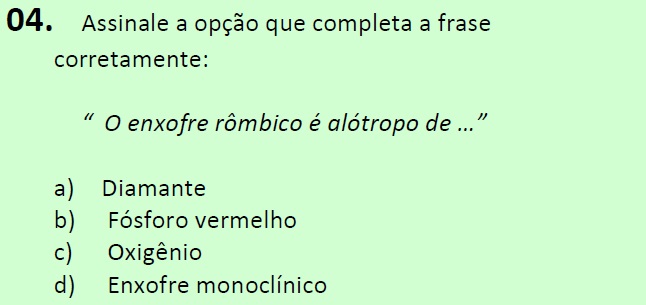 04. Assinale a opção que completa a frase
corretamente:
“ O enxofre rômbico é alótropo de ...”
a) Diamante
b) Fósforo vermelho
c) Oxigênio
d) Enxofre monoclínico